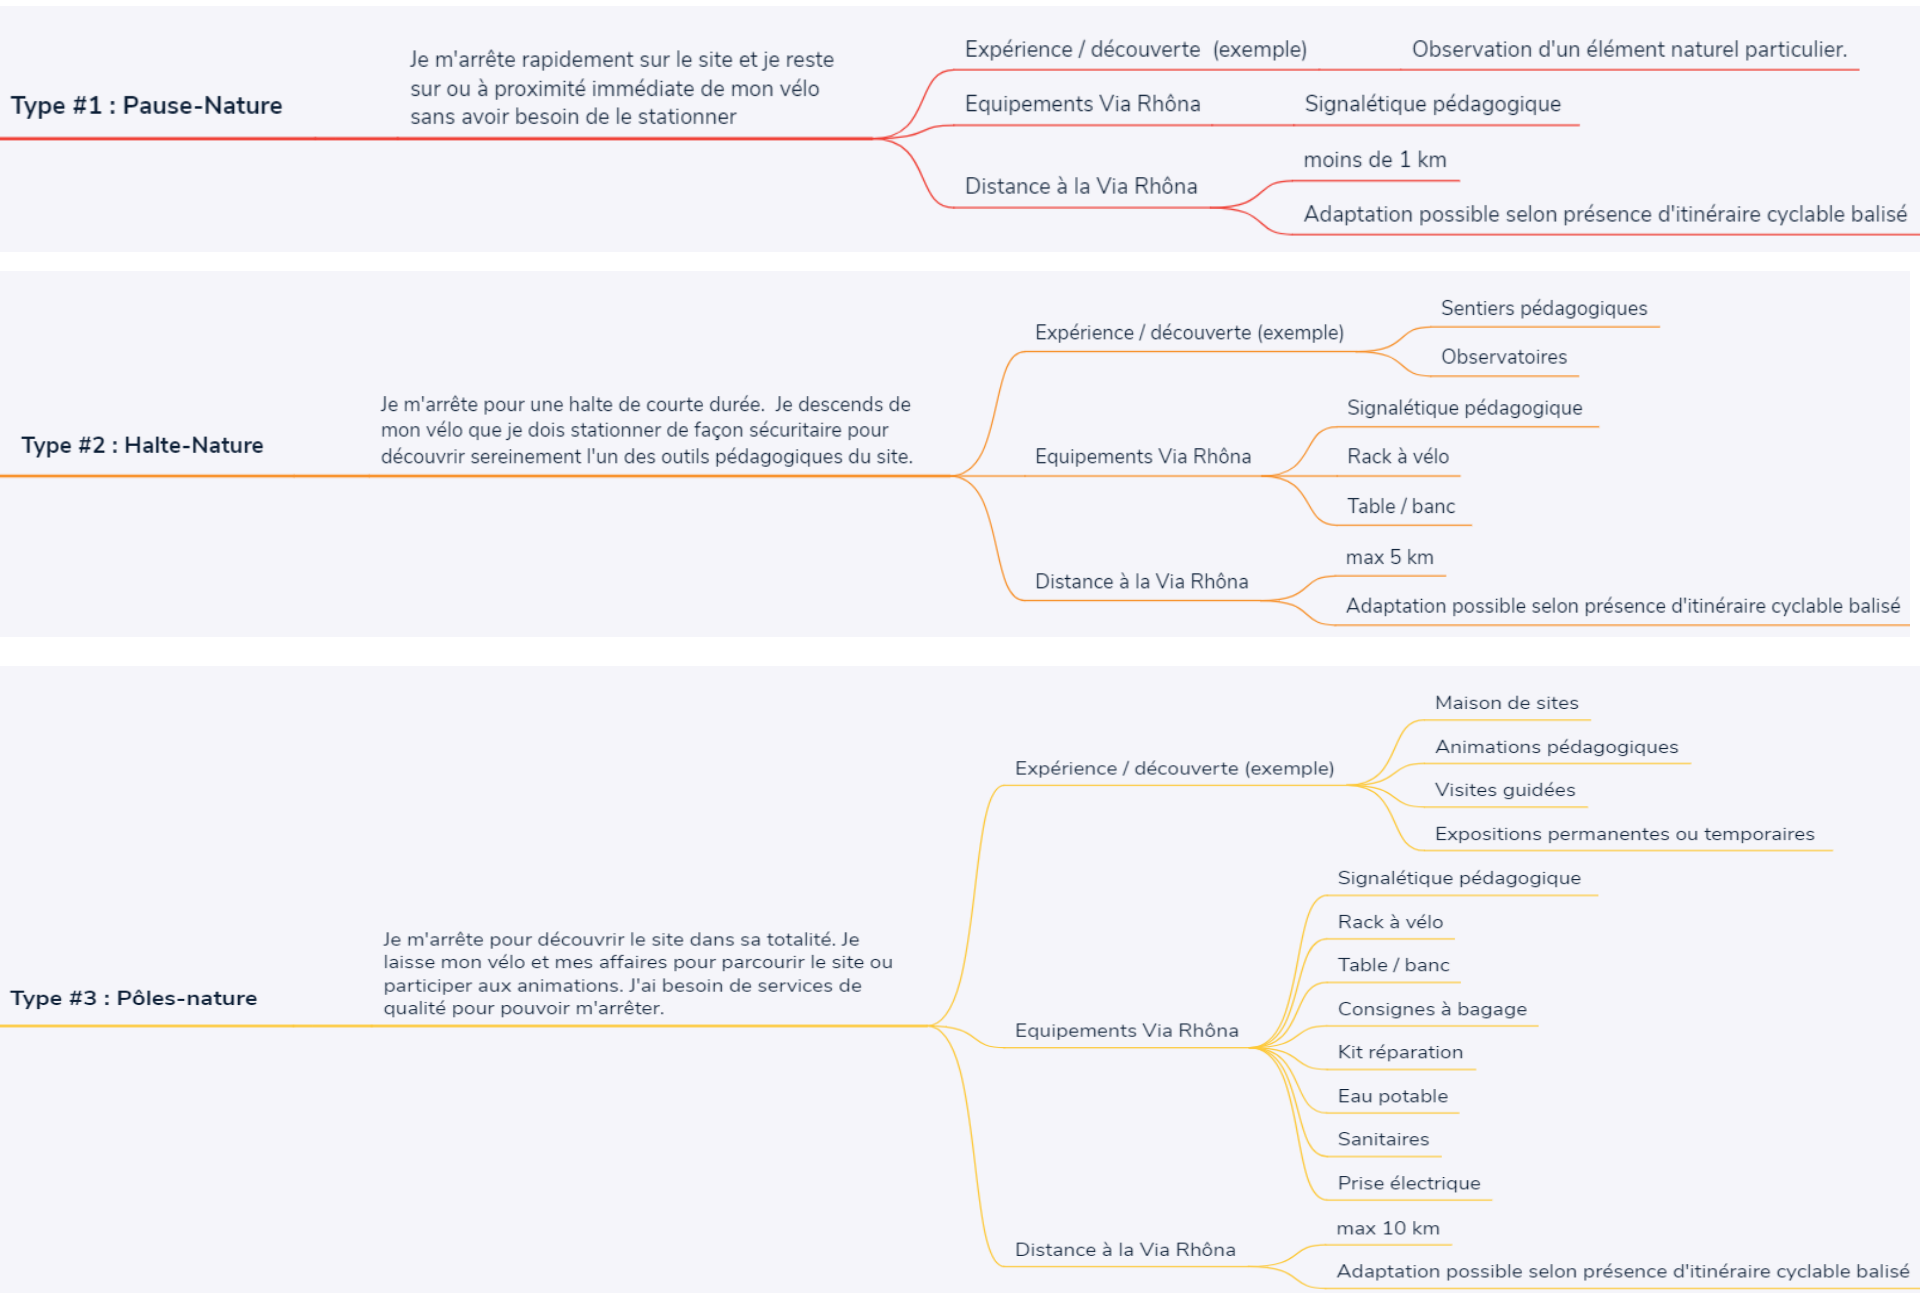 Type #1 : Pause-Nature
Je m'arrête rapidement sur le site et je reste
sur ou à proximité immédiate de mon vélo
sans avoir besoin de le stationner
Expérience / découverte (exemple)
Observation d'un élément naturel particulier.
Equipements Via Rhôna
Signalétique pédagogique
Distance à la Via Rhôna
moins de 1 km
Adaptation possible selon présence d'itinéraire cyclable balisé
Type #2 : Halte-Nature
Je m'arrête pour une halte de courte durée. Je descends de
mon vélo que je dois stationner de façon sécuritaire pour
découvrir sereinement l'un des outils pédagogiques du site.
Expérience / découverte (exemple)
Sentiers pédagogiques
Observatoires
Equipements Via Rhôna
Signalétique pédagogique
Rack à vélo
Table / banc
Distance à la Via Rhôna
max 5 km
Adaptation possible selon présence d'itinéraire cyclable balisé
Type #3 : Pôles-nature
Je m'arrête pour découvrir le site dans sa totalité. Je
laisse mon vélo et mes affaires pour parcourir le site ou
participer aux animations. J'ai besoin de services de
qualité pour pouvoir m'arrêter.
Expérience / découverte (exemple)
Maison de sites
Animations pédagogiques
Visites guidées
Expositions permanentes ou temporaires
Equipements Via Rhôna
Signalétique pédagogique
Rack à vélo
Table / banc
Consignes à bagage
Kit réparation
Eau potable
Sanitaires
Prise électrique
Distance à la Via Rhôna
max 10 km
Adaptation possible selon présence d'itinéraire cyclable balisé